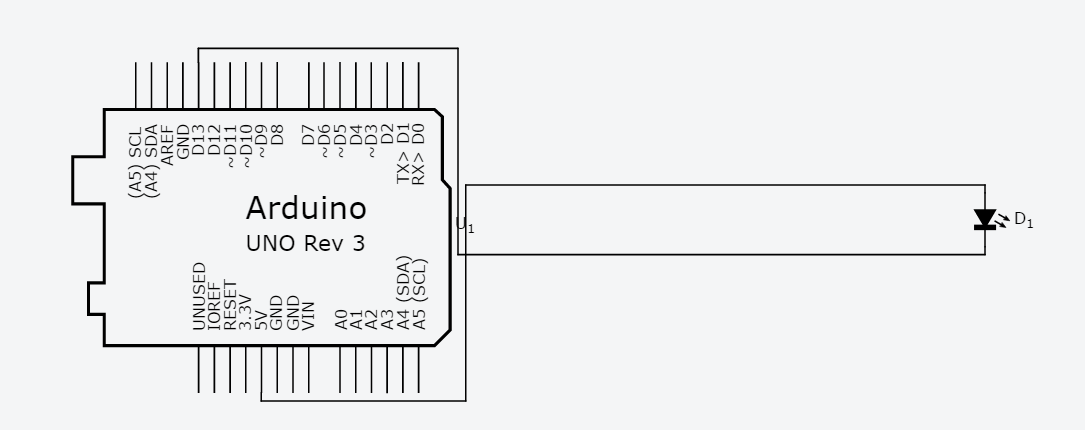 (A5) SCL
(A4) SDA
AREF
GND
D13
D12
~D11
~D10
~D9
D8
D7
~D6
~D5
D4
~D3
D2
TX> D1
RX> D0
Arduino
UNO Rev 3
U1
D1
UNUSED
IOREF
RESET
3.3V
5V
GND
GND
VIN
A0
A1
A2
A3
A4 (SDA)
A5 (SCL)